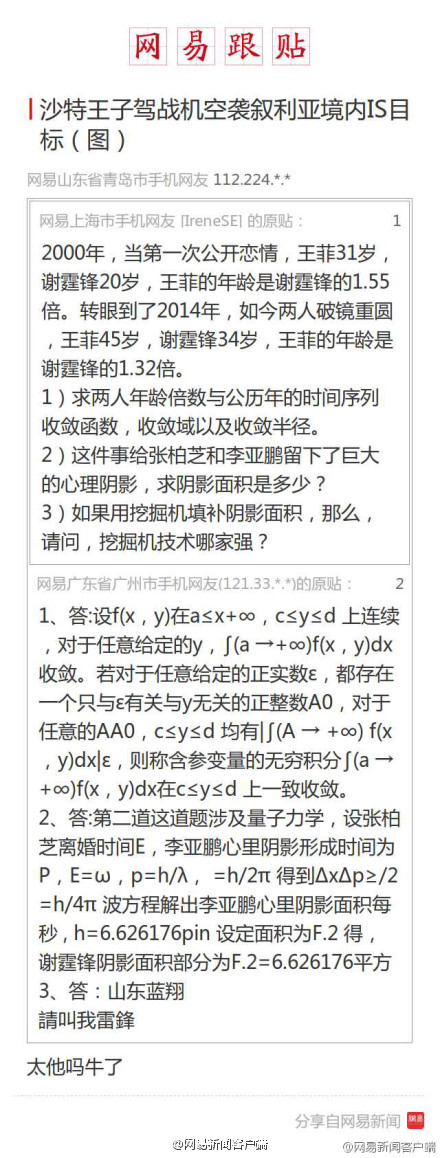 网易跟贴
沙特王子驾战机空袭叙利亚境内IS目
标（图）
网易山东省青岛市手机网友 112.224.*.*
网易上海市手机网友 [IreneSE] 的原贴： 1
2000年，当第一次公开恋情，王菲31岁，
谢霆锋20岁，王菲的年龄是谢霆锋的1.55
倍。转眼到了2014年，如今两人破镜重圆
，王菲45岁，谢霆锋34岁，王菲的年龄是
谢霆锋的1.32倍。
1）求两人年龄倍数与公历年的时间序列
收敛函数，收敛域以及收敛半径。
2）这件事给张柏芝和李亚鹏留下了巨大
的心理阴影，求阴影面积是多少？
3）如果用挖掘机填补阴影面积，那么，
请问，挖掘机技术哪家强？
网易广东省广州市手机网友(121.33.*.*)的原贴： 2
1、答:设f(x，y)在a≤x+∞，c≤y≤d 上连续
，对于任意给定的y，∫(a →+∞)f(x，y)dx
收敛。若对于任意给定的正实数ε，都存在
一个只与ε有关与y无关的正整数A0，对于
任意的AA0，c≤y≤d 均有|∫(A → +∞) f(x
，y)dx|ε，则称含参变量的无穷积分∫(a →
+∞)f(x，y)dx在c≤y≤d 上一致收敛。
2、答:第二道这道题涉及量子力学，设张柏
芝离婚时间E，李亚鹏心里阴影形成时间为
P，E=ω，p=h/λ， =h/2π 得到ΔxΔp≥/2
=h/4π 波方程解出李亚鹏心里阴影面积每
秒，h=6.626176pin 设定面积为F.2 得，
谢霆锋阴影面积部分为F.2=6.626176平方
3、答：山东蓝翔
請叫我雷鋒
太他吗牛了
分享自网易新闻 网易
@网易新闻客户端
@网易新闻客户端